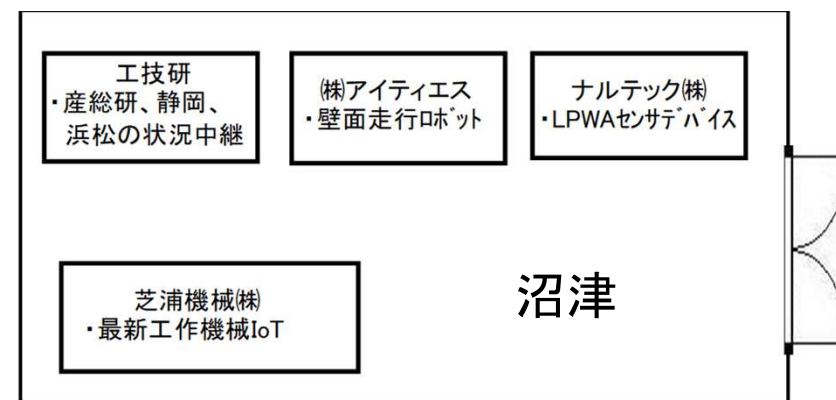 工技研
・産総研、静岡、
浜松の状況中継
㈱アイティエス
・壁面走行ﾛﾎﾞｯﾄ
ナルテック㈱
・LPWAｾﾝｻﾃﾞﾊﾞｲｽ
芝浦機械㈱
・最新工作機械IoT
沼津